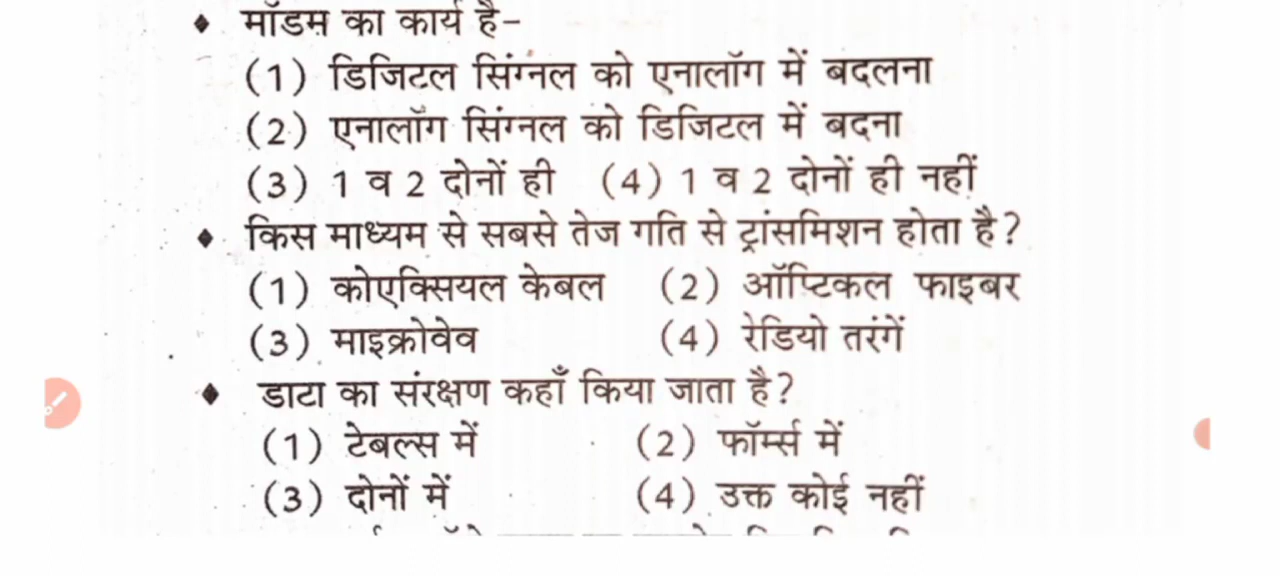 ♦ मॉडम का कार्य है-
(1) डिजिटल सिंग्नल को एनालॉग में बदलना
(2) एनालॉग सिंग्नल को डिजिटल में बदना
(3) 1 व 2 दोनों ही (4) 1 व 2 दोनों ही नहीं
♦ किस माध्यम से सबसे तेज गति से ट्रांसमिशन होता है?
(1) कोएक्सियल केबल (2) ऑप्टिकल फाइबर
(3) माइक्रोवेव (4) रेडियो तरंगें
♦ डाटा का संरक्षण कहाँ किया जाता है?
(1) टेबल्स में (2) फॉर्म्स में
(3) दोनों में (4) उक्त कोई नहीं